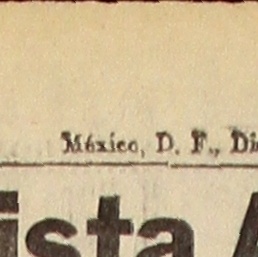 México, D. F., Di
ista A